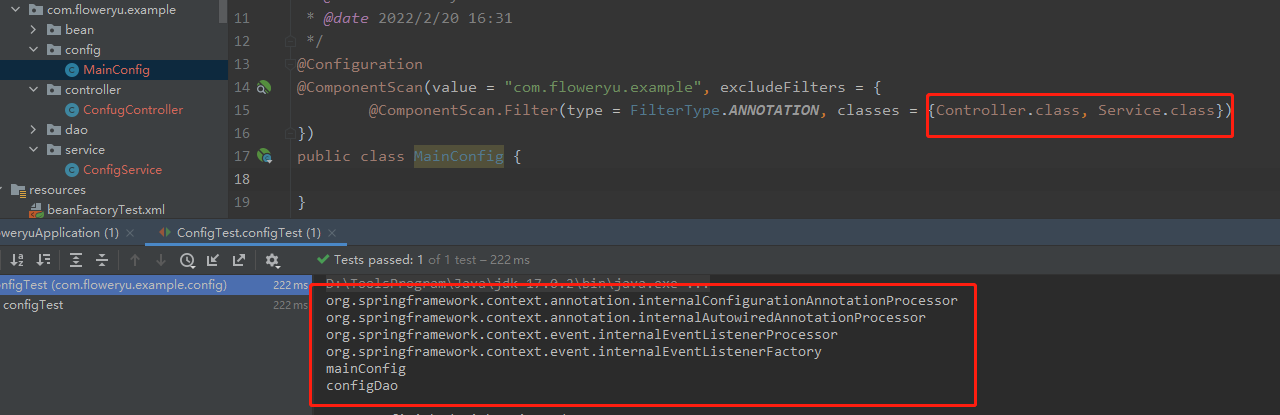 com.floweryu.example
bean
config
MainConfig
controller
ConfugController
dao
service
ConfigService
resources
beanFactoryTest.xml
11 * @date 2022/2/20 16:31
12 */
13 @Configuration
14 @ComponentScan(value = "com.floweryu.example", excludeFilters = {
15 @ComponentScan.Filter(type = FilterType.ANNOTATION, classes = {Controller.class, Service.class})
16 })
17 public class MainConfig {
18
19 }
oweryuApplication (1) × ConfigTest.configTest (1) ×
Tests passed: 1 of 1 test – 222 ms
nfigTest (com.floweryu.example.config) 222 ms
configTest 222 ms
D:\ToolsProgram\Java\jdk-17.0.2\bin\java.exe ...
org.springframework.context.annotation.internalConfigurationAnnotationProcessor
org.springframework.context.annotation.internalAutowiredAnnotationProcessor
org.springframework.context.event.internalEventListenerProcessor
org.springframework.context.event.internalEventListenerFactory
mainConfig
configDao